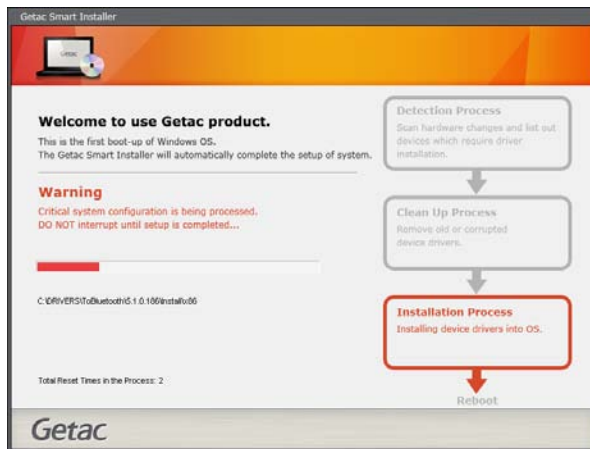 Getac Smart Installer
Getac
Welcome to use Getac product.
This is the first boot-up of Windows OS.
The Getac Smart Installer will automatically complete the setup of system.
Warning
Critical system configuration is being processed.
DO NOT interrupt until setup is completed...
C:\DRIVERS\ToBluetooth\5.1.0.106\install\x86
Total Reset Times in the Process: 2
Detection Process
Scan hardware changes and list out
devices which require driver
installation.
Clean Up Process
Remove old or corrupted
device drivers.
Installation Process
Installing device drivers into OS.
Reboot
Getac